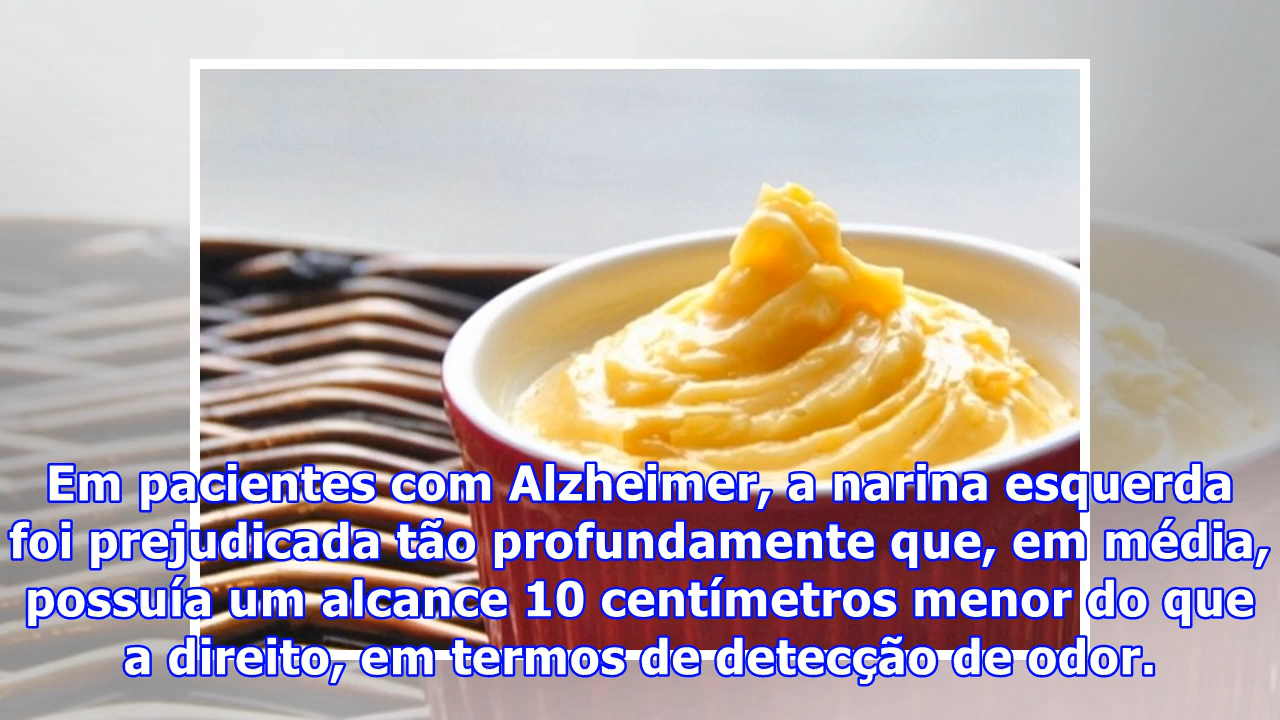 Em pacientes com Alzheimer, a narina esquerda
foi prejudicada tão profundamente que, em média,
possuía um alcance 10 centímetros menor do que
a direito, em termos de detecção de odor.